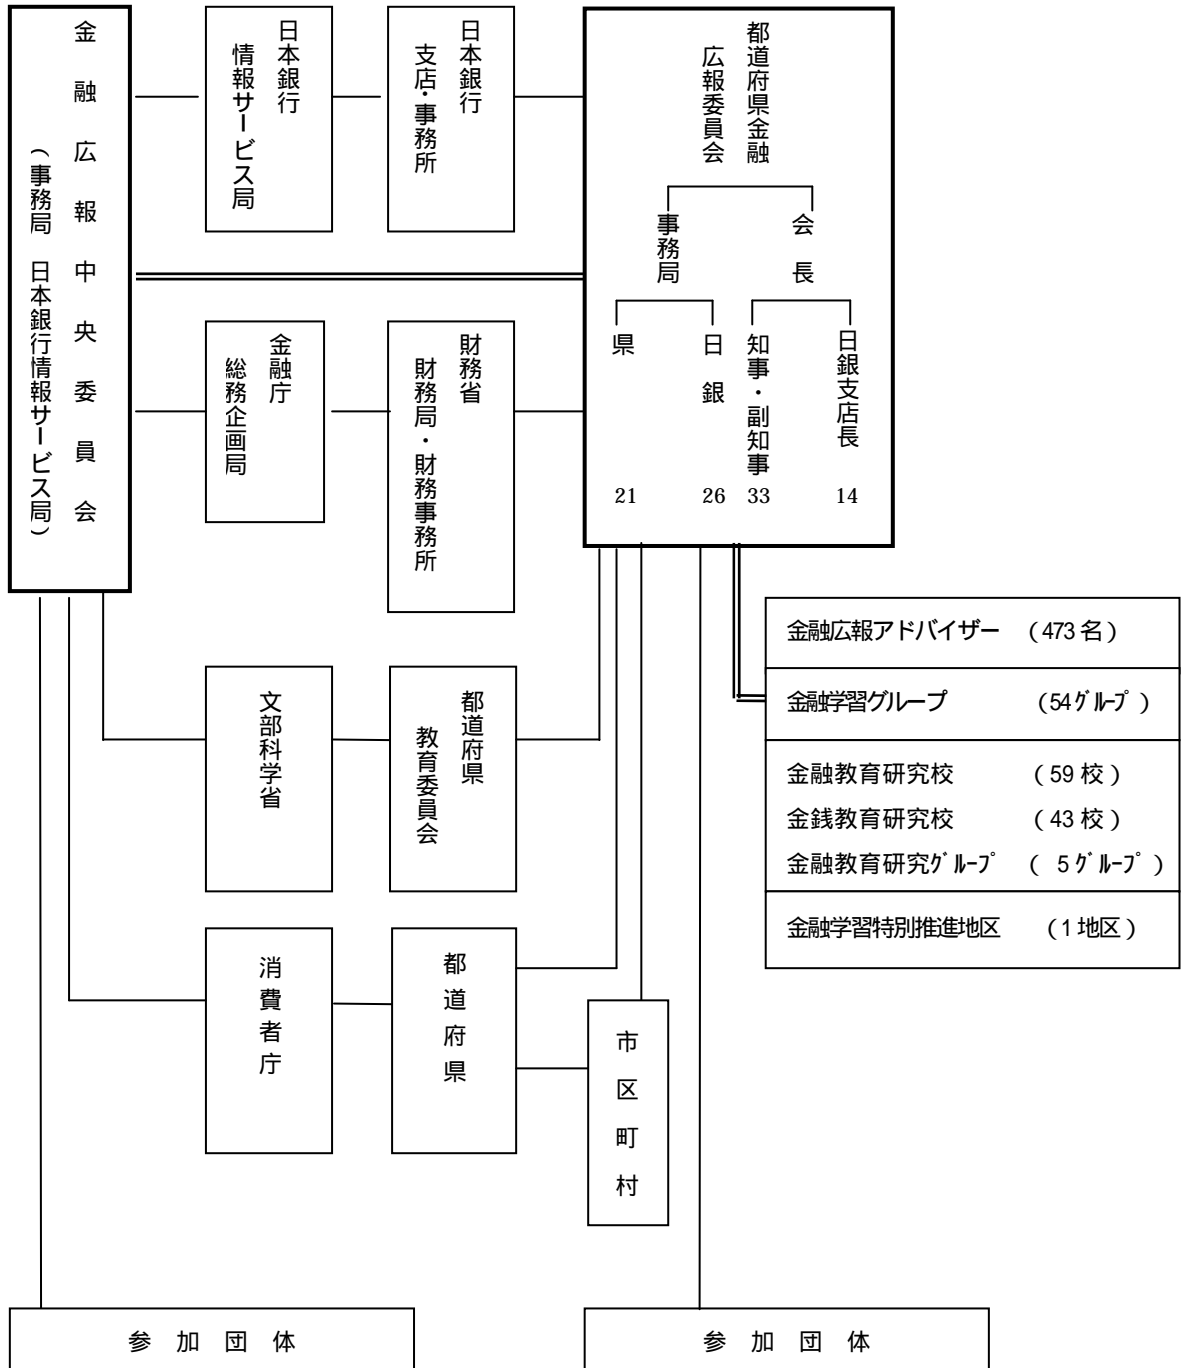 金融広報中央委員会
(事務局 日本銀行情報サービス局)
日本銀行
情報サービス局
日本銀行
支店・事務所
都道府県金融
広報委員会
会長
事務局
日銀支店長
知事・副知事
日銀
県
21 26 33 14
金融庁
総務企画局
財務省
財務局・財務事務所
金融広報アドバイザー (473名)
金融学習グループ (54グループ)
金融教育研究校 (59校)
金銭教育研究校 (43校)
金融教育研究グループ ( 5グループ)
金融学習特別推進地区 (1地区)
文部科学省
都道府県
教育委員会
消費者庁
都道府県
市区町村
参加団体
参加団体